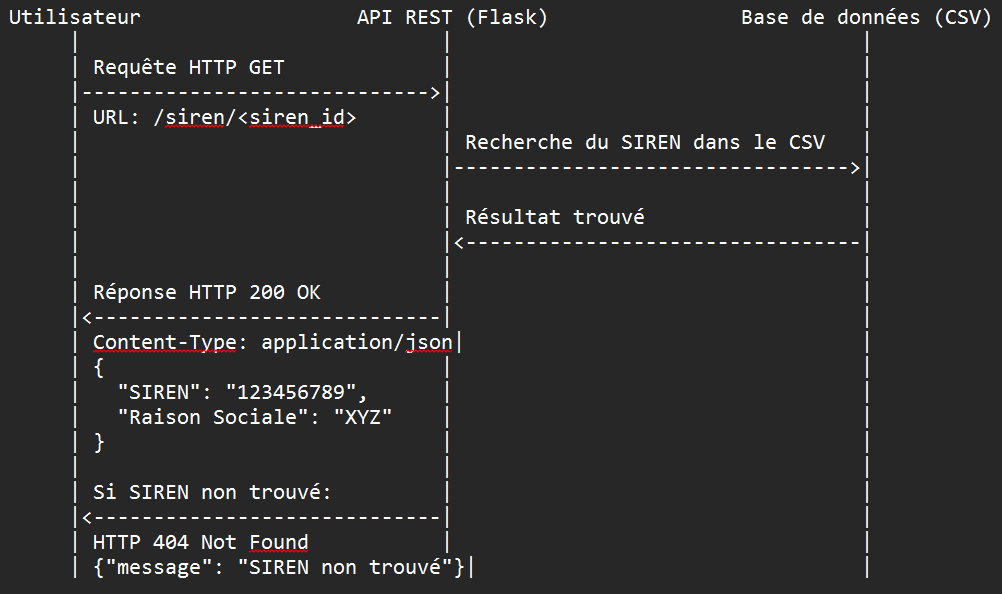 Utilisateur API REST (Flask) Base de données (CSV)
Requête HTTP GET
URL: /siren/<siren_id>
Recherche du SIREN dans le CSV
Résultat trouvé
Réponse HTTP 200 OK
Content-Type: application/json
{
"SIREN": "123456789",
"Raison Sociale": "XYZ"
}
Si SIREN non trouvé:
HTTP 404 Not Found
{"message": "SIREN non trouvé"}